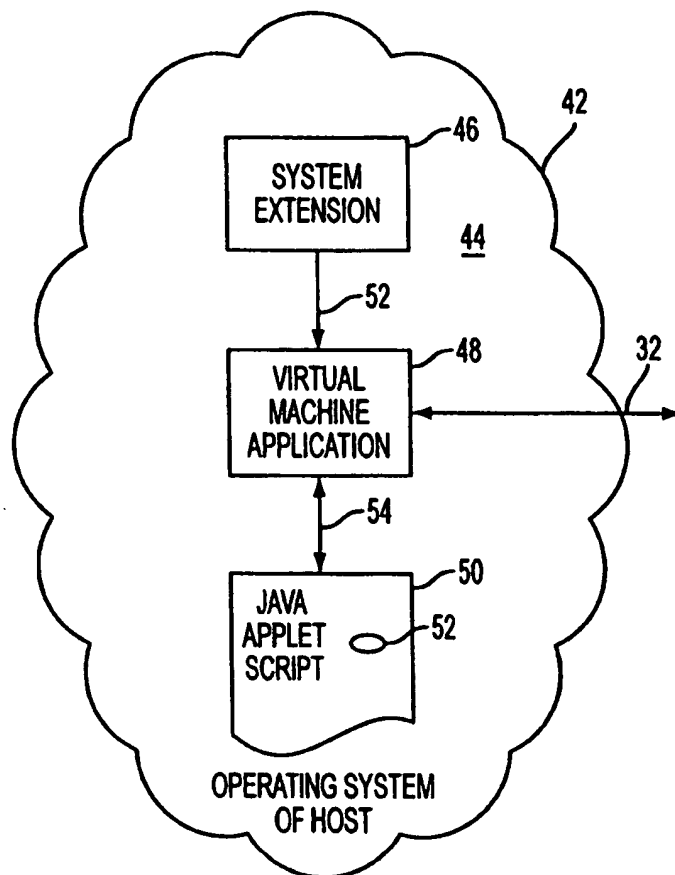 42
46
SYSTEM
EXTENSION
44
52
48
32
VIRTUAL
MACHINE
APPLICATION
54
50
JAVA
APPLET
SCRIPT
52
OPERATING SYSTEM
OF HOST